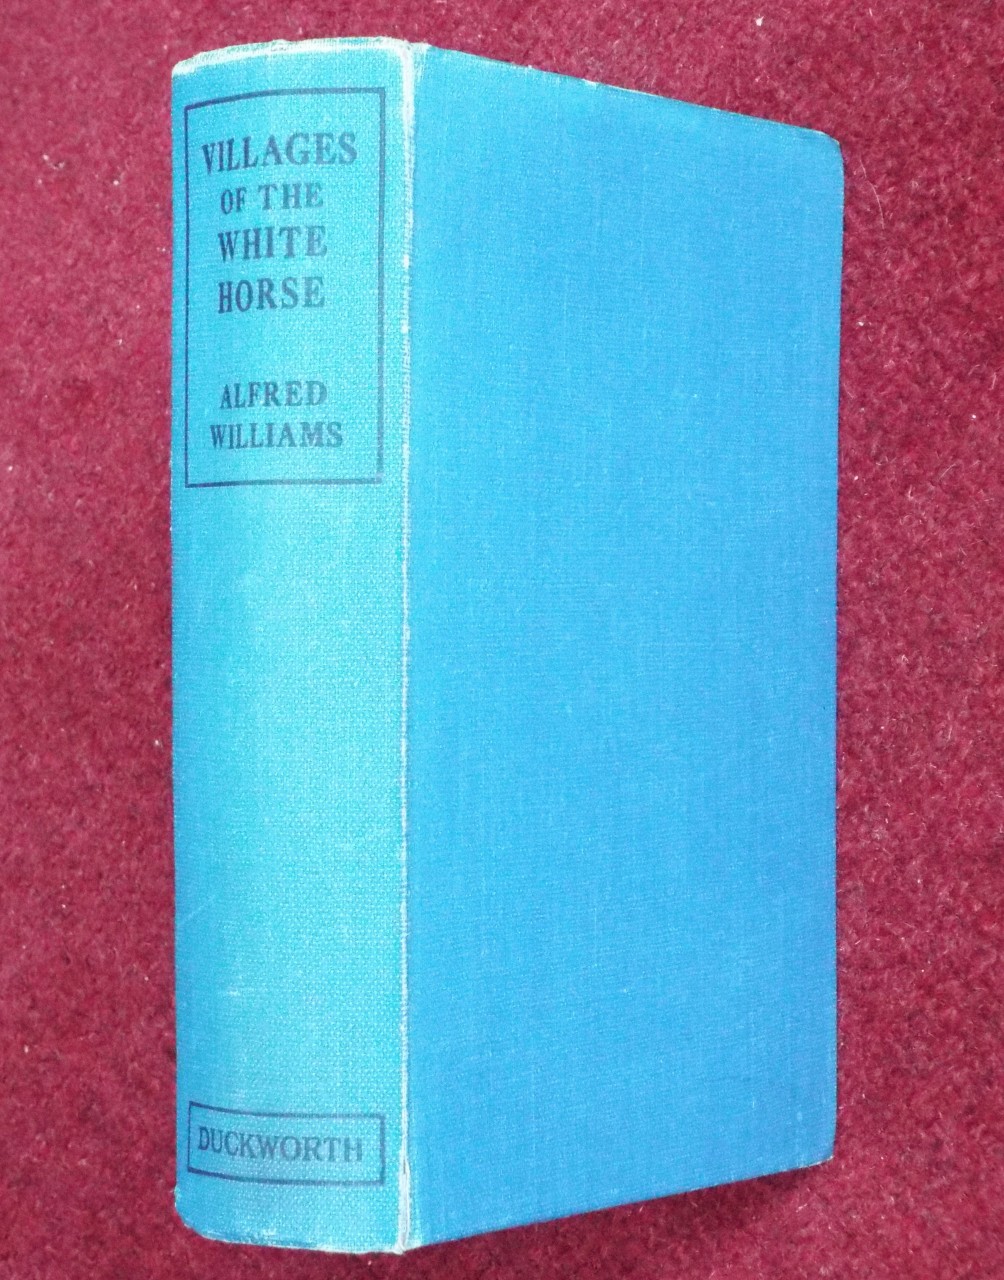 VILLAGES
OF THE
WHITE
HORSE
ALFRED
WILLIAMS
DUCKWORTH